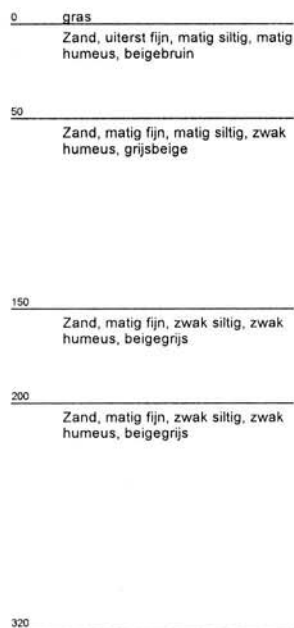 0 gras
Zand, uiterst fijn, matig siltig, matig
humeus, beigebruin
50
Zand, matig fijn, matig siltig, zwak
humeus, grijsbeige
150
Zand, matig fijn, zwak siltig, zwak
humeus, beigegrijs
200
Zand, matig fijn, zwak siltig, zwak
humeus, beigegrijs
320